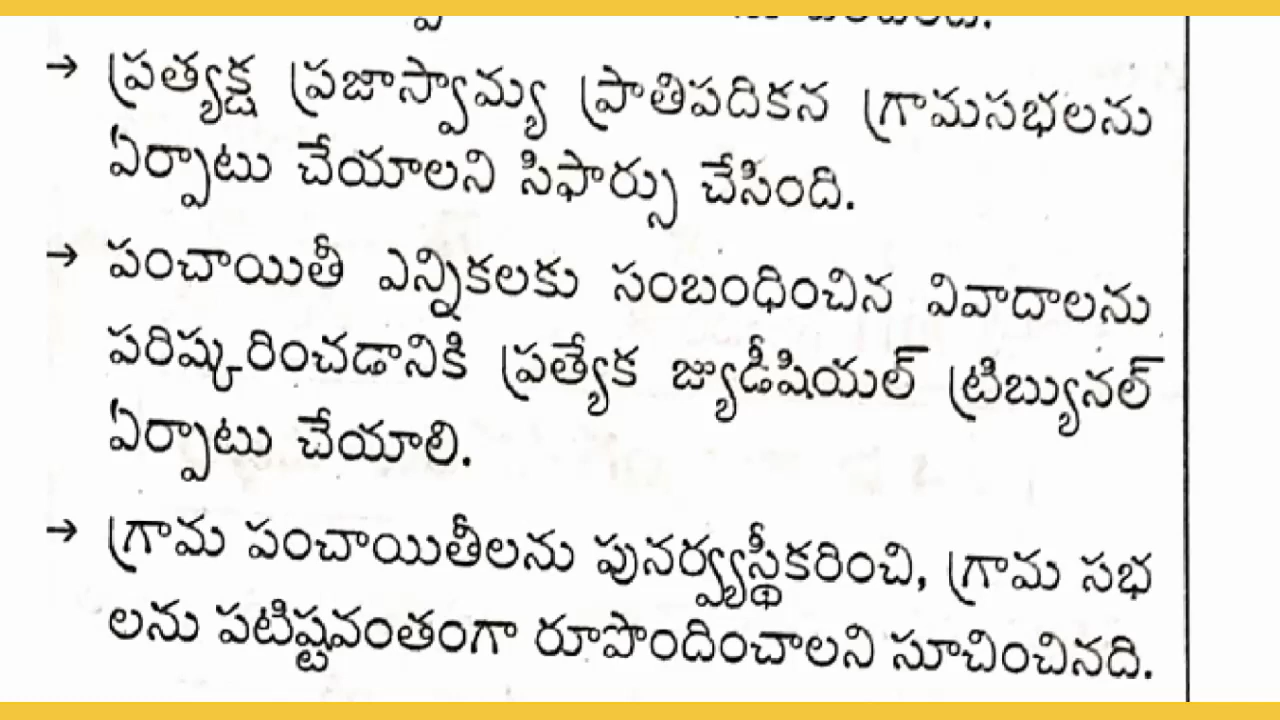 → ప్రత్యక్ష ప్రజాస్వామ్య ప్రాతిపదికన గ్రామసభలను
ఏర్పాటు చేయాలని సిఫార్సు చేసింది.
→ పంచాయితీ ఎన్నికలకు సంబంధించిన వివాదాలను
పరిష్కరించడానికి ప్రత్యేక జ్యుడీషియల్ ట్రిబ్యునల్
ఏర్పాటు చేయాలి.
→ గ్రామ పంచాయితీలను పునర్వ్యస్థీకరించి, గ్రామ సభ
లను పటిష్టవంతంగా రూపొందించాలని సూచించినది.